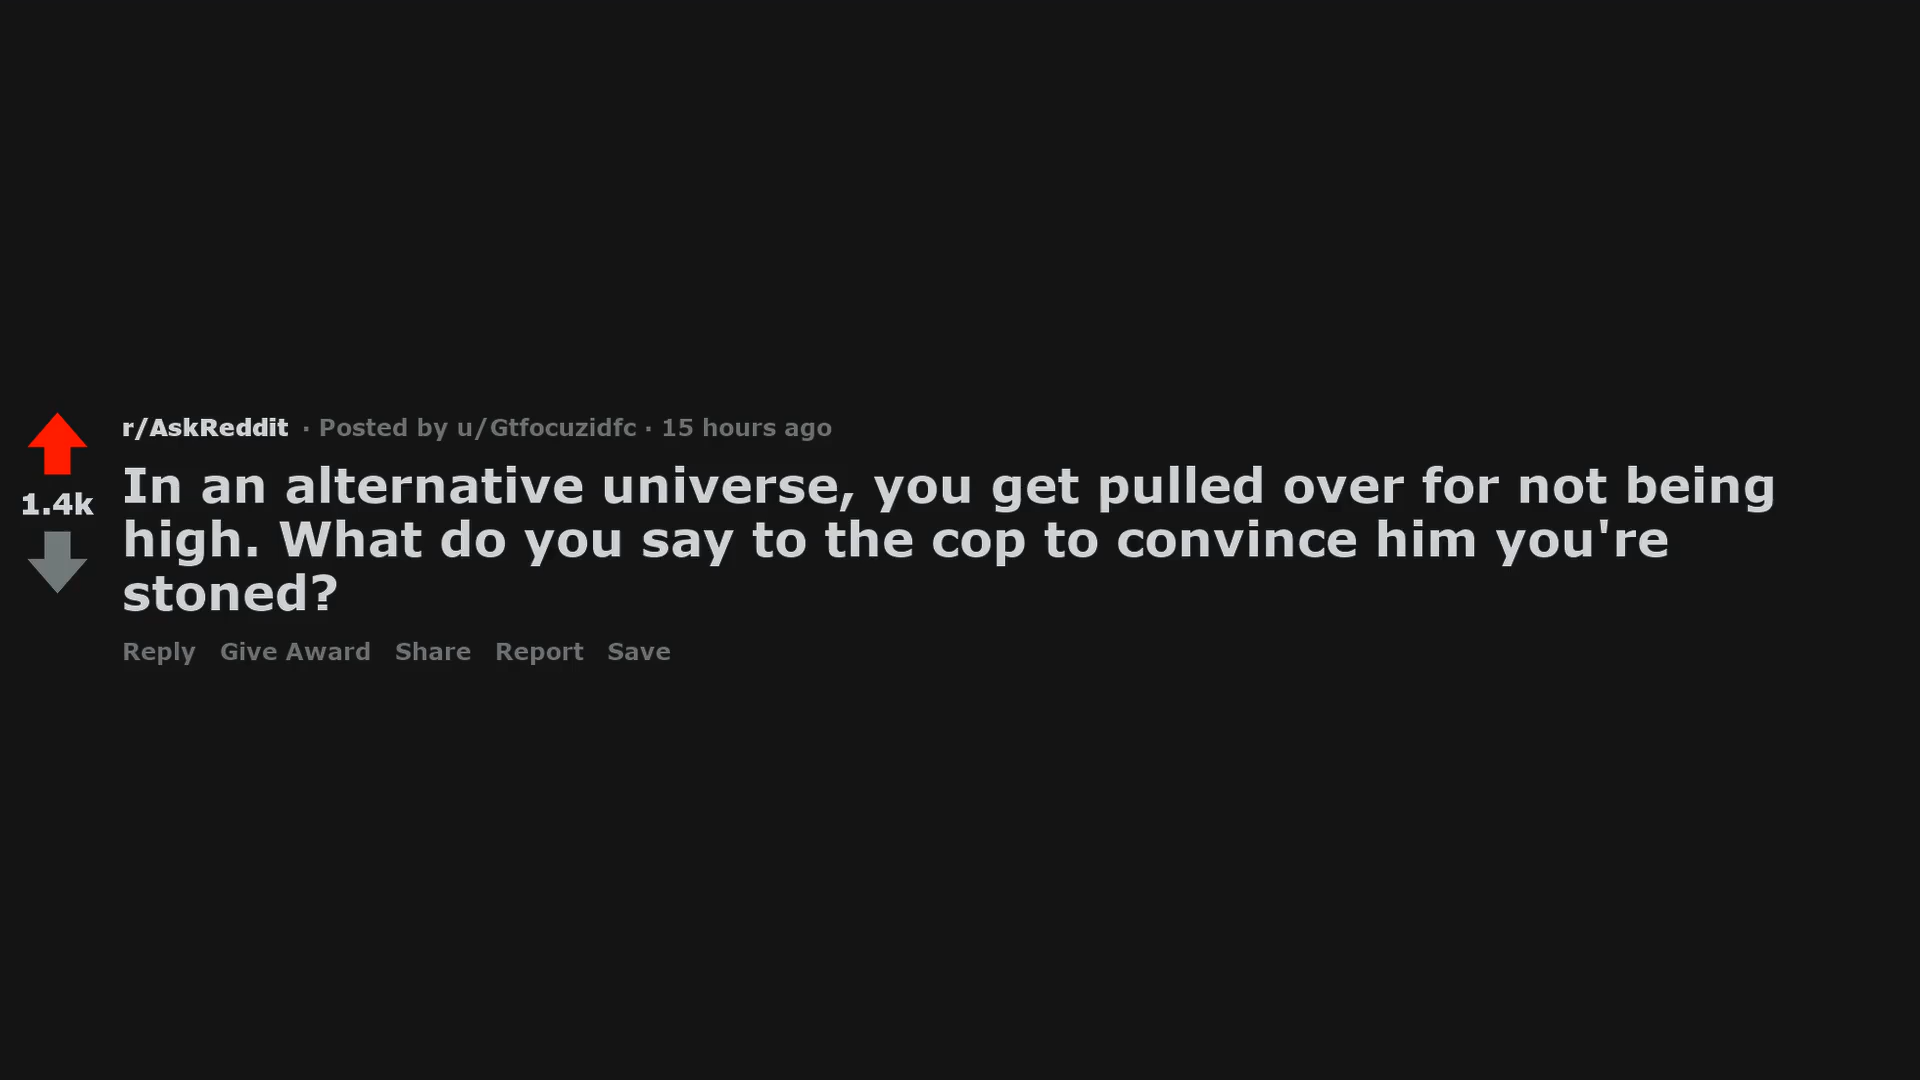 r/AskReddit · Posted by u/Gtfocuzidfc · 15 hours ago
In an alternative universe, you get pulled over for not being
high. What do you say to the cop to convince him you're
stoned?
1.4k
Reply Give Award Share Report Save